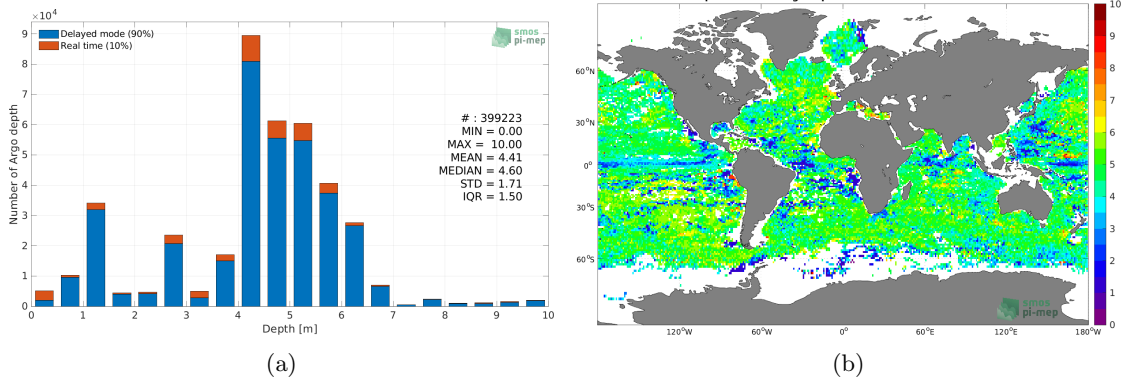 ×10⁴
9
8
7
6
5
4
3
2
1
0
Number of Argo depth
Delayed mode (90%)
Real time (10%)
smos
pi-mep
# : 399223
MIN = 0.00
MAX = 10.00
MEAN = 4.41
MEDIAN = 4.60
STD = 1.71
IQR = 1.50
0 1 2 3 4 5 6 7 8 9 10
Depth [m]
(a)
60°N
30°N
0°
30°S
60°S
120°W 60°W 0° 60°E 120°E 180°W
smos
pi-mep
10
9
8
7
6
5
4
3
2
1
0
(b)